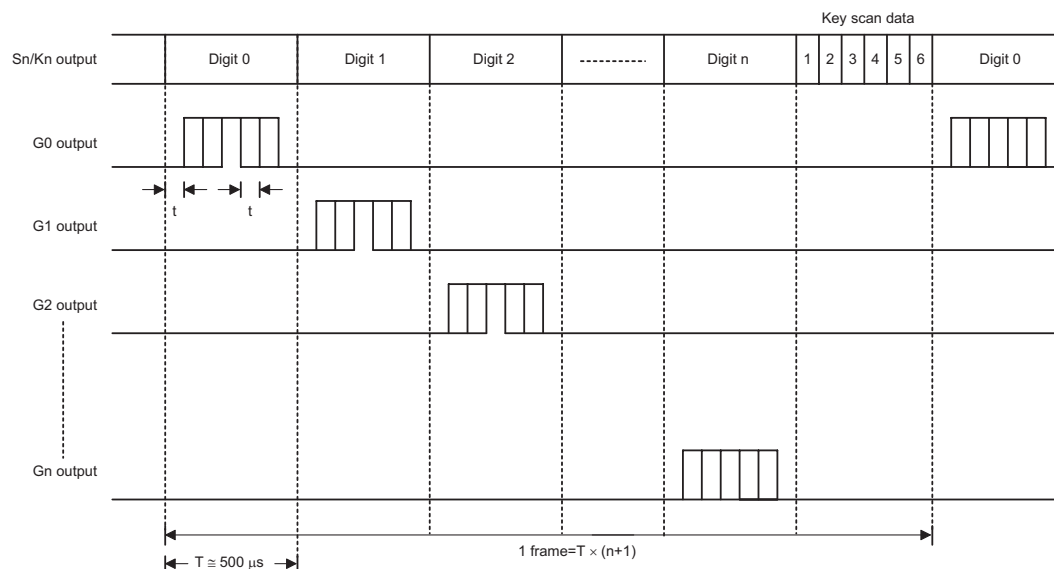 Key scan data
Sn/Kn output Digit 0 Digit 1 Digit 2 Digit n 1 2 3 4 5 6 Digit 0
G0 output
t t
G1 output
G2 output
Gn output
1 frame=T × (n+1)
T ≅ 500 μs